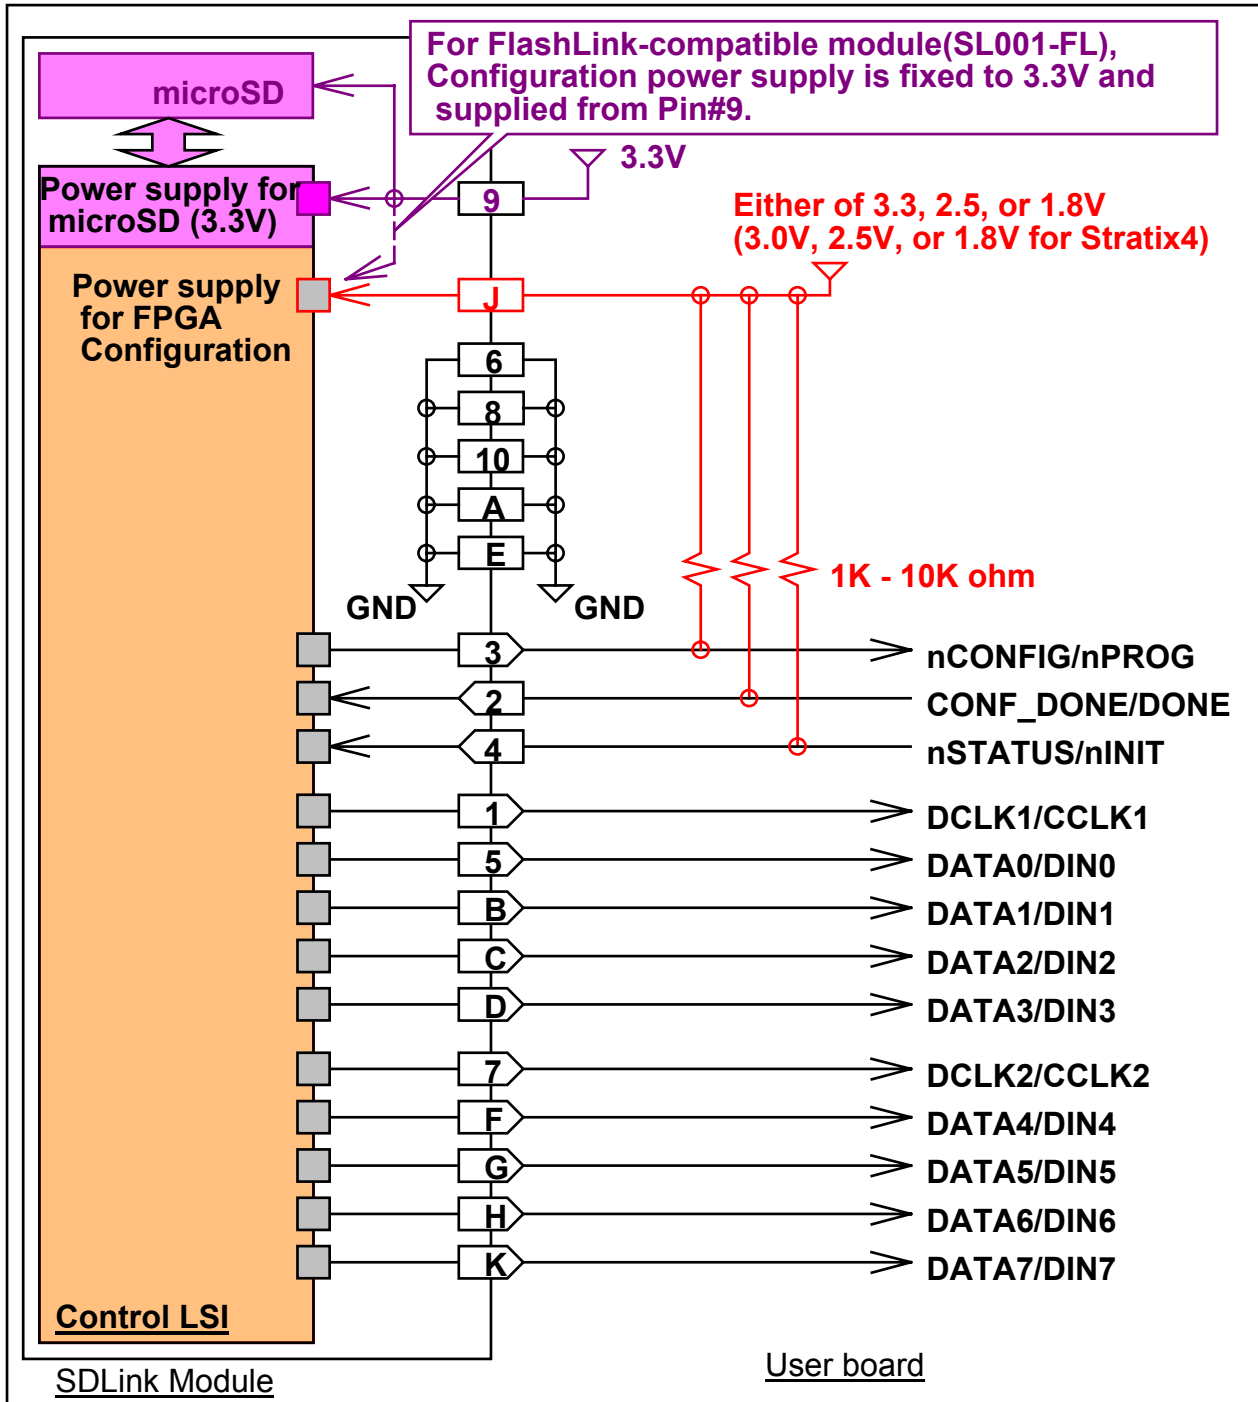 For FlashLink-compatible module(SL001-FL),
Configuration power supply is fixed to 3.3V and
supplied from Pin#9.
microSD
3.3V
Power supply for
microSD (3.3V)
9
Either of 3.3, 2.5, or 1.8V
(3.0V, 2.5V, or 1.8V for Stratix4)
Power supply
for FPGA
Configuration
J
6
8
10
A
E
1K - 10K ohm
GND
GND
3
nCONFIG/nPROG
2
CONF_DONE/DONE
4
nSTATUS/nINIT
1
DCLK1/CCLK1
5
DATA0/DIN0
B
DATA1/DIN1
C
DATA2/DIN2
D
DATA3/DIN3
7
DCLK2/CCLK2
F
DATA4/DIN4
G
DATA5/DIN5
H
DATA6/DIN6
K
DATA7/DIN7
Control LSI
SDLink Module
User board